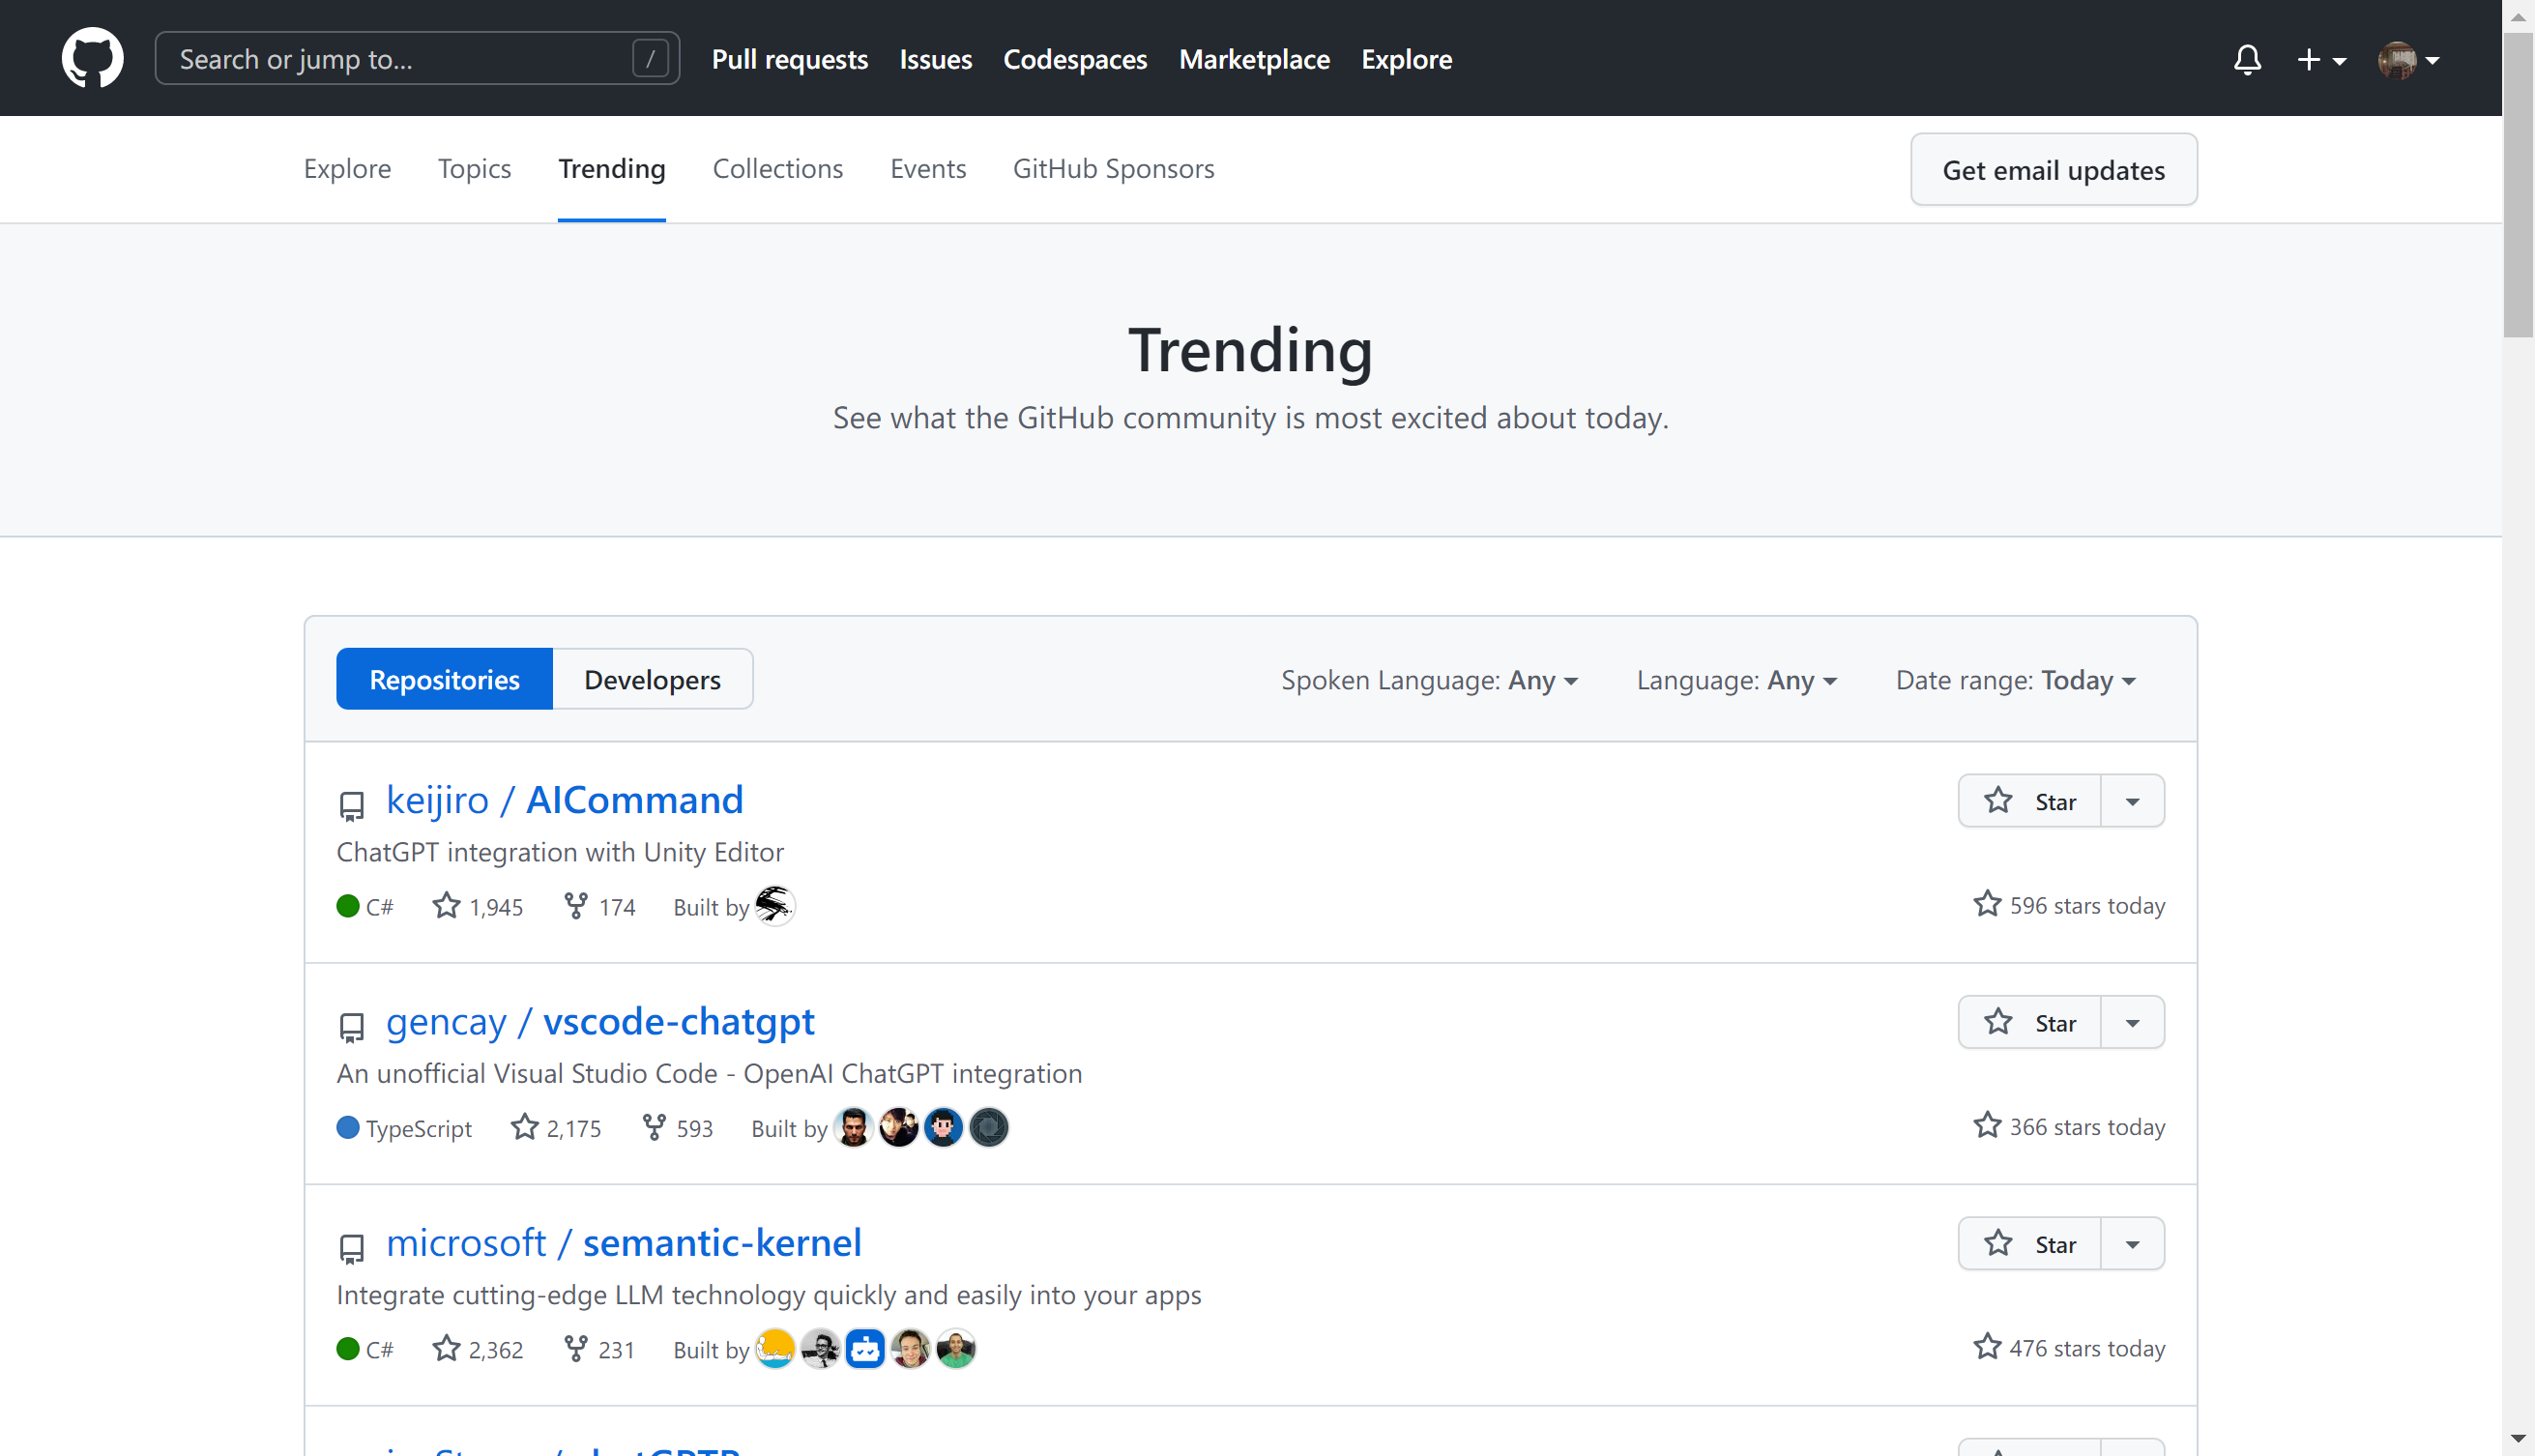 Search or jump to... /
Pull requests Issues Codespaces Marketplace Explore
Explore Topics Trending Collections Events GitHub Sponsors
Get email updates
Trending
See what the GitHub community is most excited about today.
Repositories Developers
Spoken Language: Any Language: Any Date range: Today
keijiro / AICommand
Star
ChatGPT integration with Unity Editor
C# 1,945 174 Built by
596 stars today
gencay / vscode-chatgpt
Star
An unofficial Visual Studio Code - OpenAI ChatGPT integration
TypeScript 2,175 593 Built by
366 stars today
microsoft / semantic-kernel
Star
Integrate cutting-edge LLM technology quickly and easily into your apps
C# 2,362 231 Built by
476 stars today